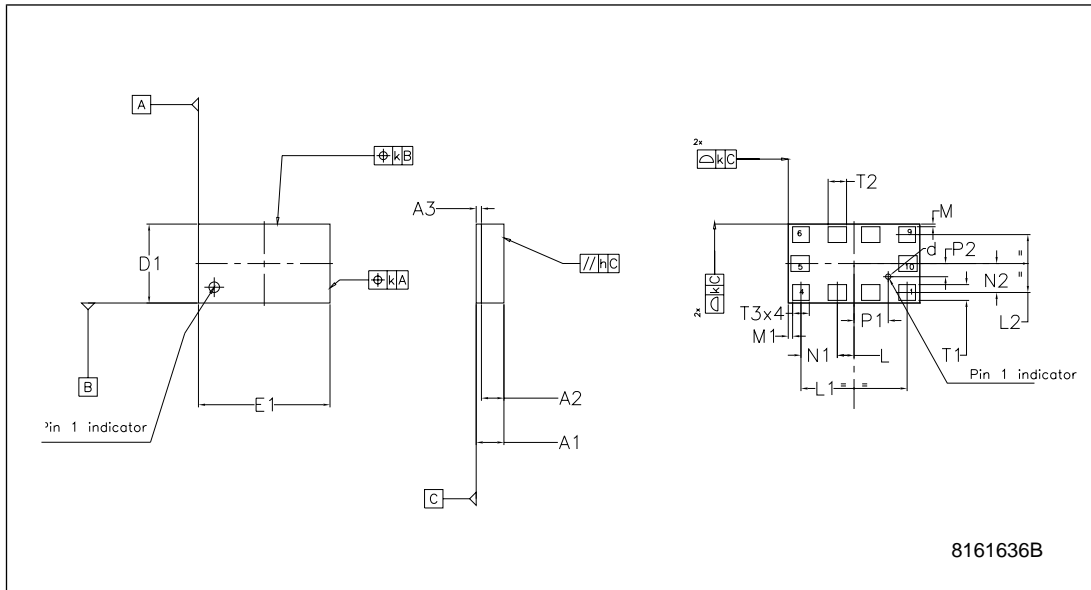 A
⌖ k B
D1
⌖ k A
B
E1
Pin 1 indicator
A3
// h C
A2
A1
C
2x
⌓ k C
T2
M
6
9
d
P2
"
5
10
"
N2
2x
⌓ k C
4
1
L2
T3x4
P1
M1
N1
L
T1
L1
= =
Pin 1 indicator
8161636B